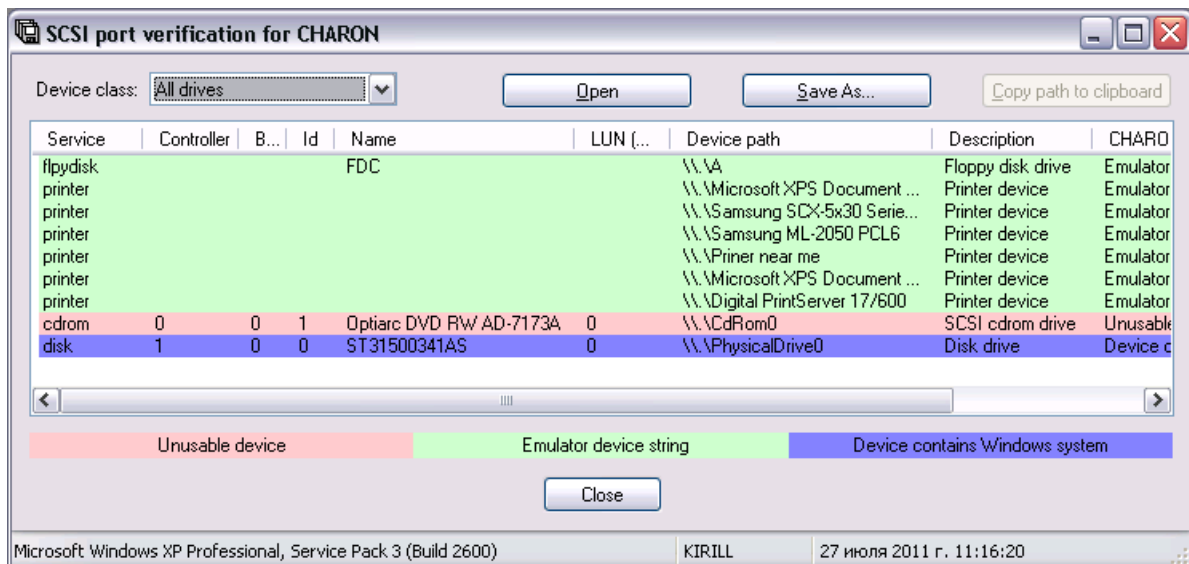 SCSI port verification for CHARON
Device class: All drives Open Save As... Copy path to clipboard
Service Controller B... Id Name LUN (... Device path Description CHARO
flpydisk FDC \\.\A Floppy disk drive Emulator
printer \\.\Microsoft XPS Document ... Printer device Emulator
printer \\.\Samsung SCX-5x30 Serie... Printer device Emulator
printer \\.\Samsung ML-2050 PCL6 Printer device Emulator
printer \\.\Priner near me Printer device Emulator
printer \\.\Microsoft XPS Document ... Printer device Emulator
printer \\.\Digital PrintServer 17/600 Printer device Emulator
cdrom 0 0 1 Optiarc DVD RW AD-7173A 0 \\.\CdRom0 SCSI cdrom drive Unusable
disk 1 0 0 ST31500341AS 0 \\.\PhysicalDrive0 Disk drive Device c
Unusable device Emulator device string Device contains Windows system
Close
Microsoft Windows XP Professional, Service Pack 3 (Build 2600) KIRILL 27 июля 2011 г. 11:16:20